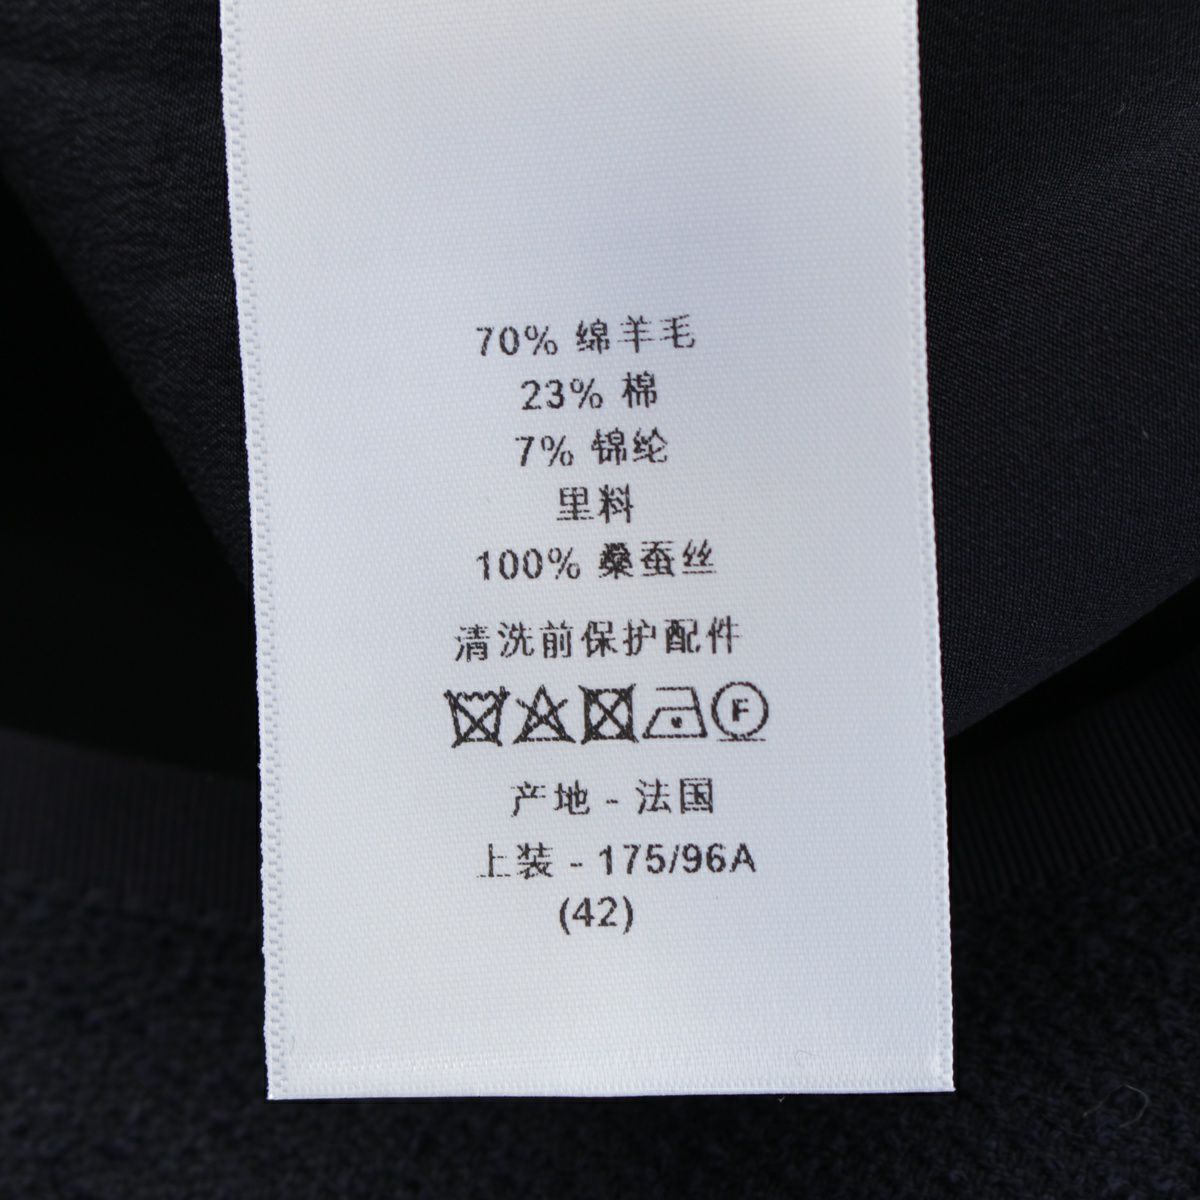 70% 绵羊毛
23% 棉
7% 锦纶
里料
100% 桑蚕丝
清洗前保护配件
F
产地 - 法国
上装 - 175/96A
(42)